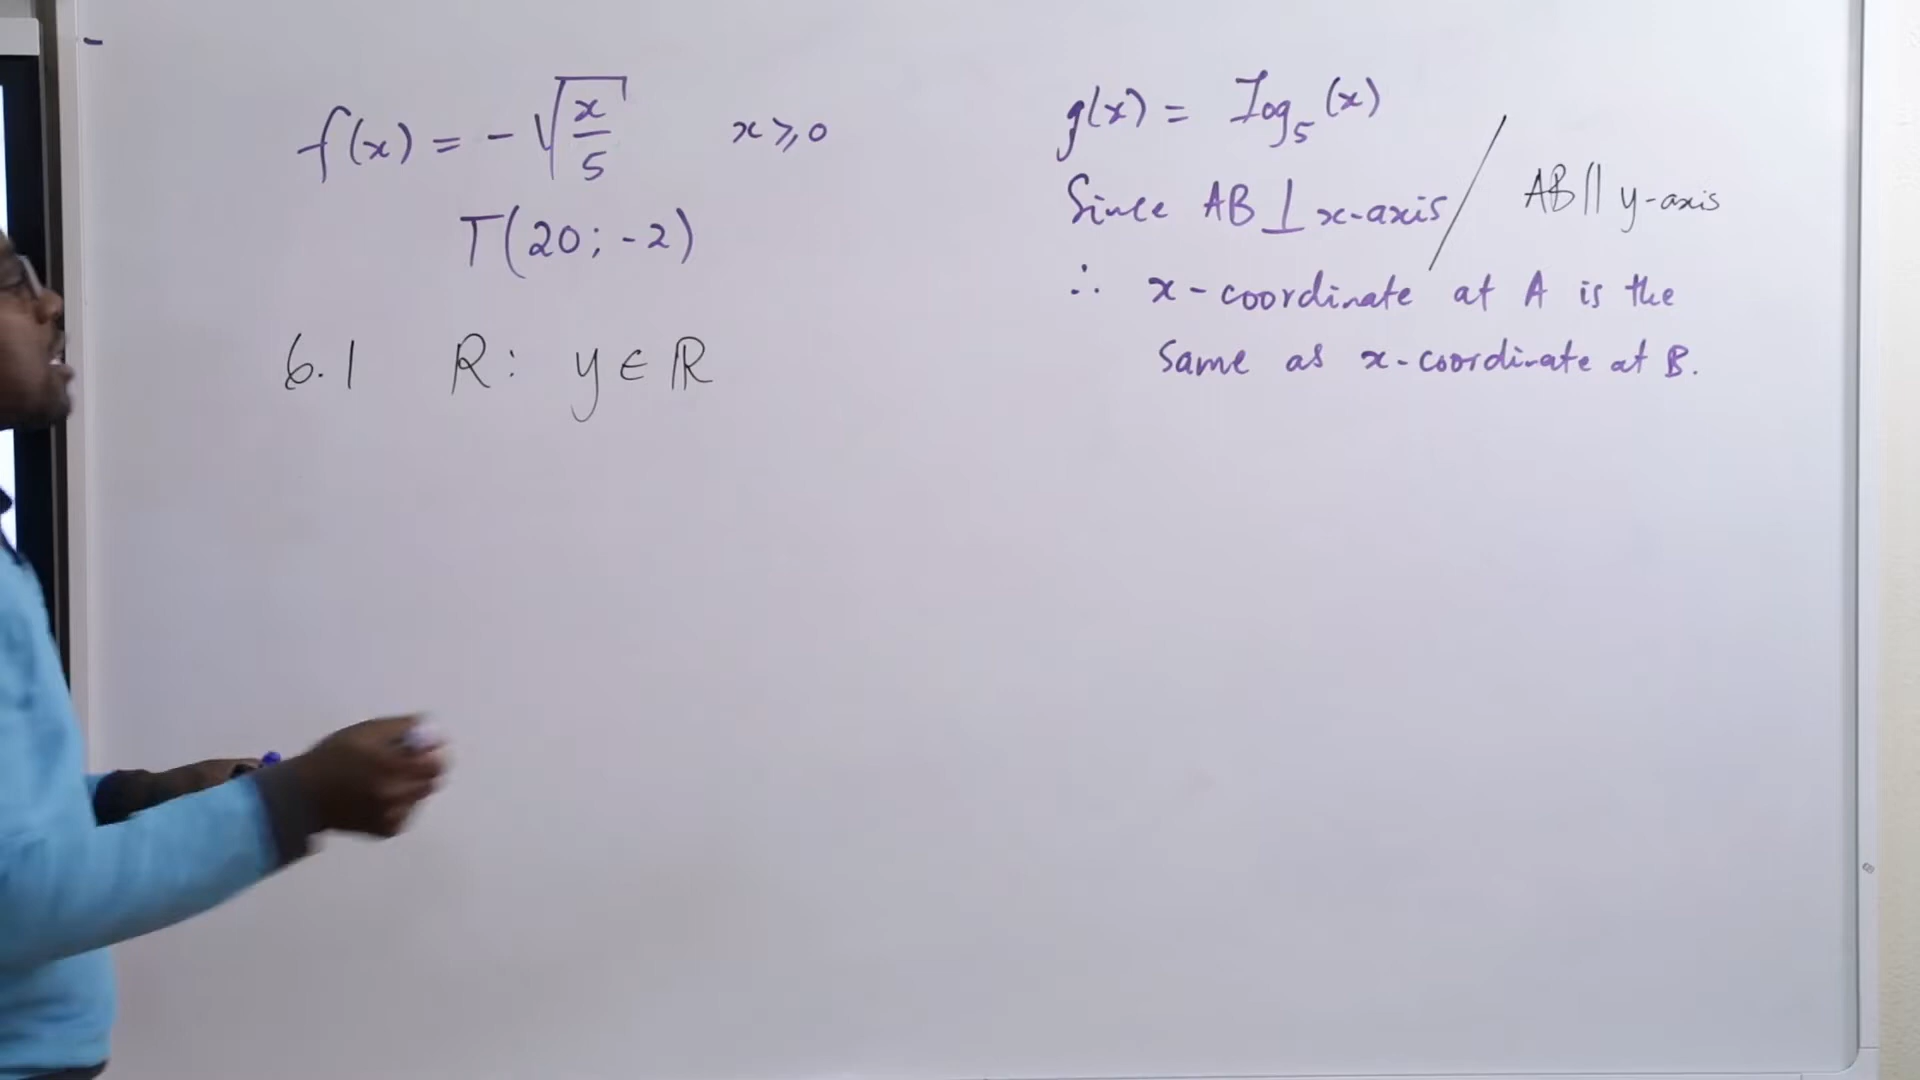 f(x) = -√(x/5) x ≥ 0
T(20; -2)
6.1 R: y ∈ ℝ
g(x) = log₅(x)
Since AB ⊥ x-axis / AB || y-axis
∴ x-coordinate at A is the
same as x-coordinate at B.